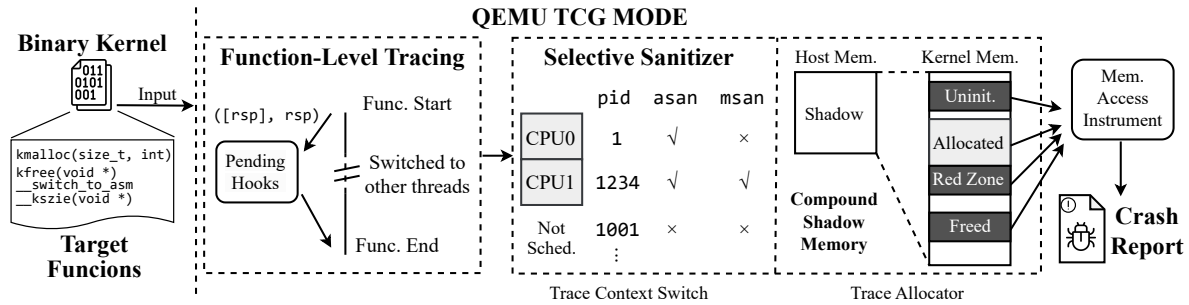 QEMU TCG MODE
Binary Kernel
011
0101
001
Input
kmalloc(size_t, int)
kfree(void *)
__switch_to_asm
__kszie(void *)
Target
Funcions
Function-Level Tracing
([rsp], rsp)
Func. Start
Pending
Hooks
Switched to
other threads
Func. End
Selective Sanitizer
pid asan msan
CPU0 1 √ ×
CPU1 1234 √ √
Not
Sched.
1001 × ×
⋮
Trace Context Switch
Host Mem.
Shadow
Compound
Shadow
Memory
Kernel Mem.
Uninit.
Allocated
Red Zone
Freed
Trace Allocator
Mem.
Access
Instrument
Crash
Report